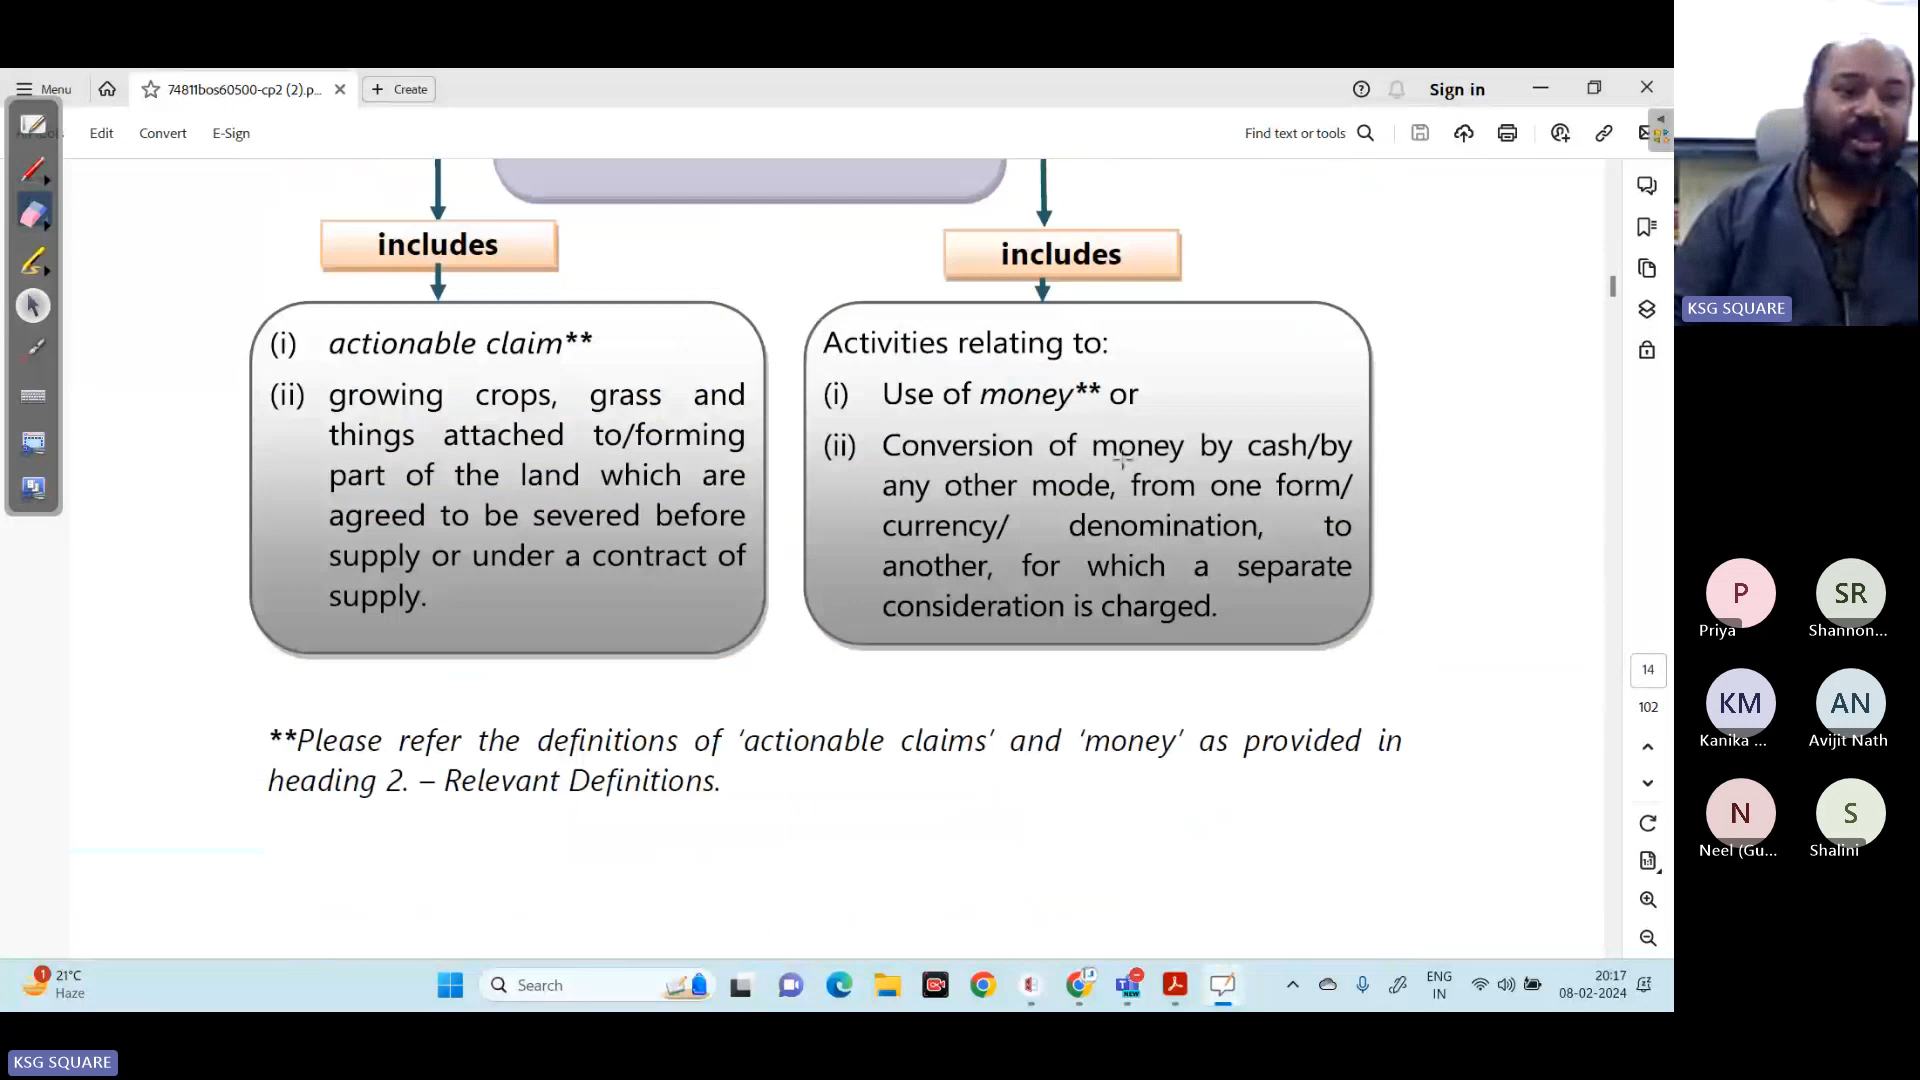 Menu
74811bos60500-cp2 (2).p...
Create
Sign in
Edit
Convert
E-Sign
Find text or tools
includes
includes
(i) actionable claim**
(ii) growing crops, grass and
things attached to/forming
part of the land which are
agreed to be severed before
supply or under a contract of
supply.
Activities relating to:
(i) Use of money** or
(ii) Conversion of money by cash/by
any other mode, from one form/
currency/ denomination, to
another, for which a separate
consideration is charged.
**Please refer the definitions of ‘actionable claims’ and ‘money’ as provided in
heading 2. – Relevant Definitions.
14
102
KSG SQUARE
P
Priya
SR
Shannon...
KM
Kanika ...
AN
Avijit Nath
N
Neel (Gu...
S
Shalini
1
21°C
Haze
Search
NEW
ENG
IN
20:17
08-02-2024
KSG SQUARE